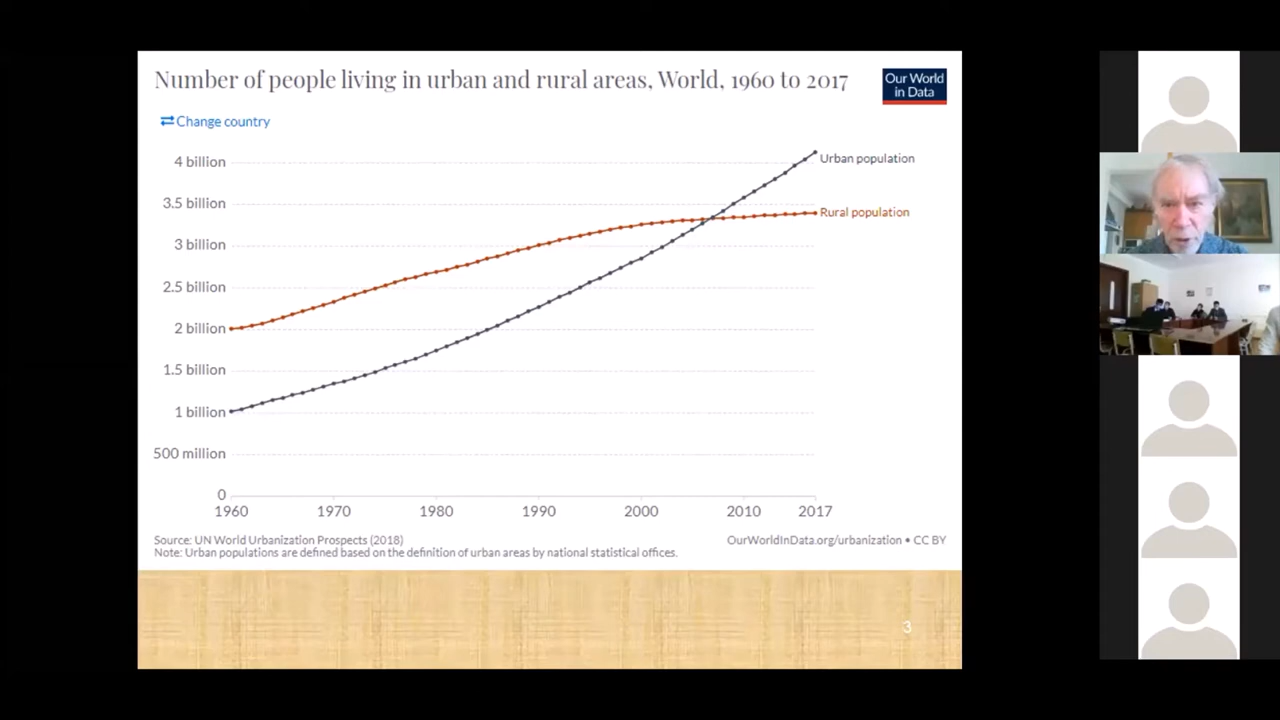 Number of people living in urban and rural areas, World, 1960 to 2017
Our World
in Data
Change country
4 billion
3.5 billion
3 billion
2.5 billion
2 billion
1.5 billion
1 billion
500 million
0
Urban population
Rural population
1960 1970 1980 1990 2000 2010 2017
Source: UN World Urbanization Prospects (2018)
OurWorldInData.org/urbanization • CC BY
Note: Urban populations are defined based on the definition of urban areas by national statistical offices.
3